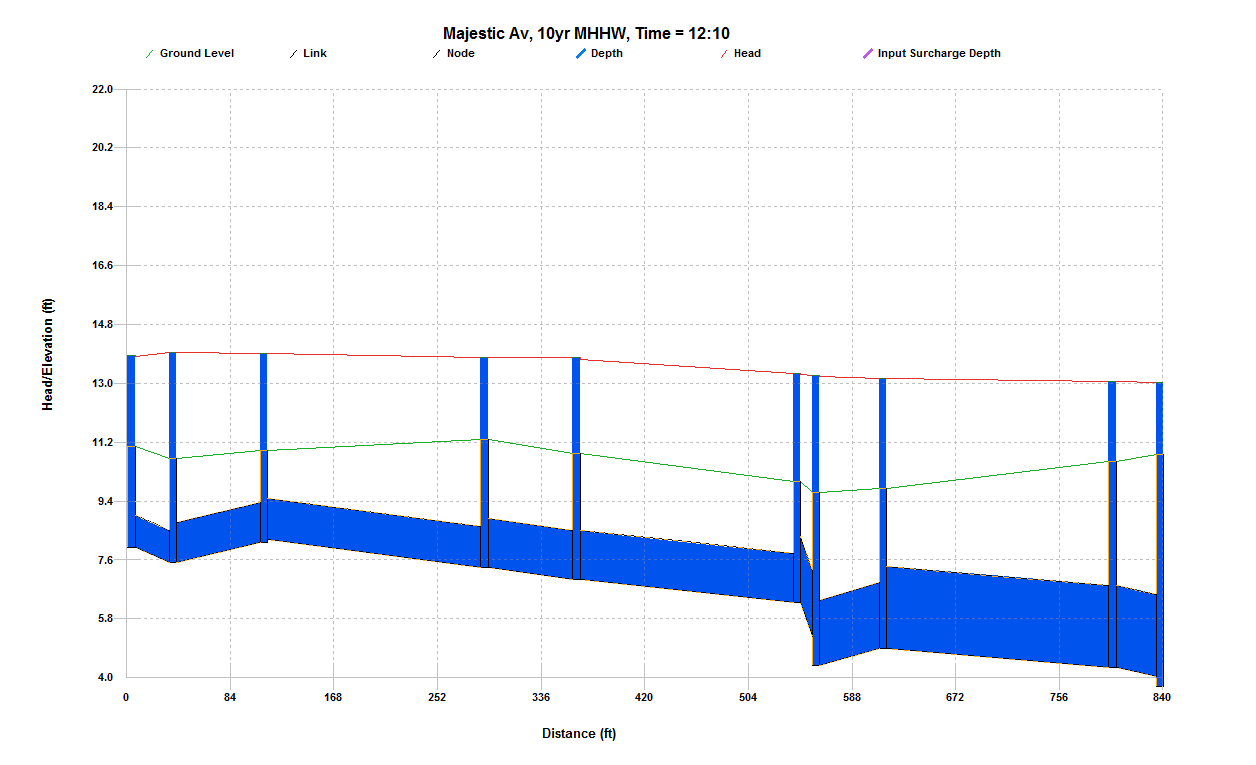 Majestic Av, 10yr MHHW, Time = 12:10
Ground Level Link Node Depth Head Input Surcharge Depth
22.0
20.2
18.4
16.6
14.8
13.0
11.2
9.4
7.6
5.8
4.0
Head/Elevation (ft)
0 84 168 252 336 420 504 588 672 756 840
Distance (ft)